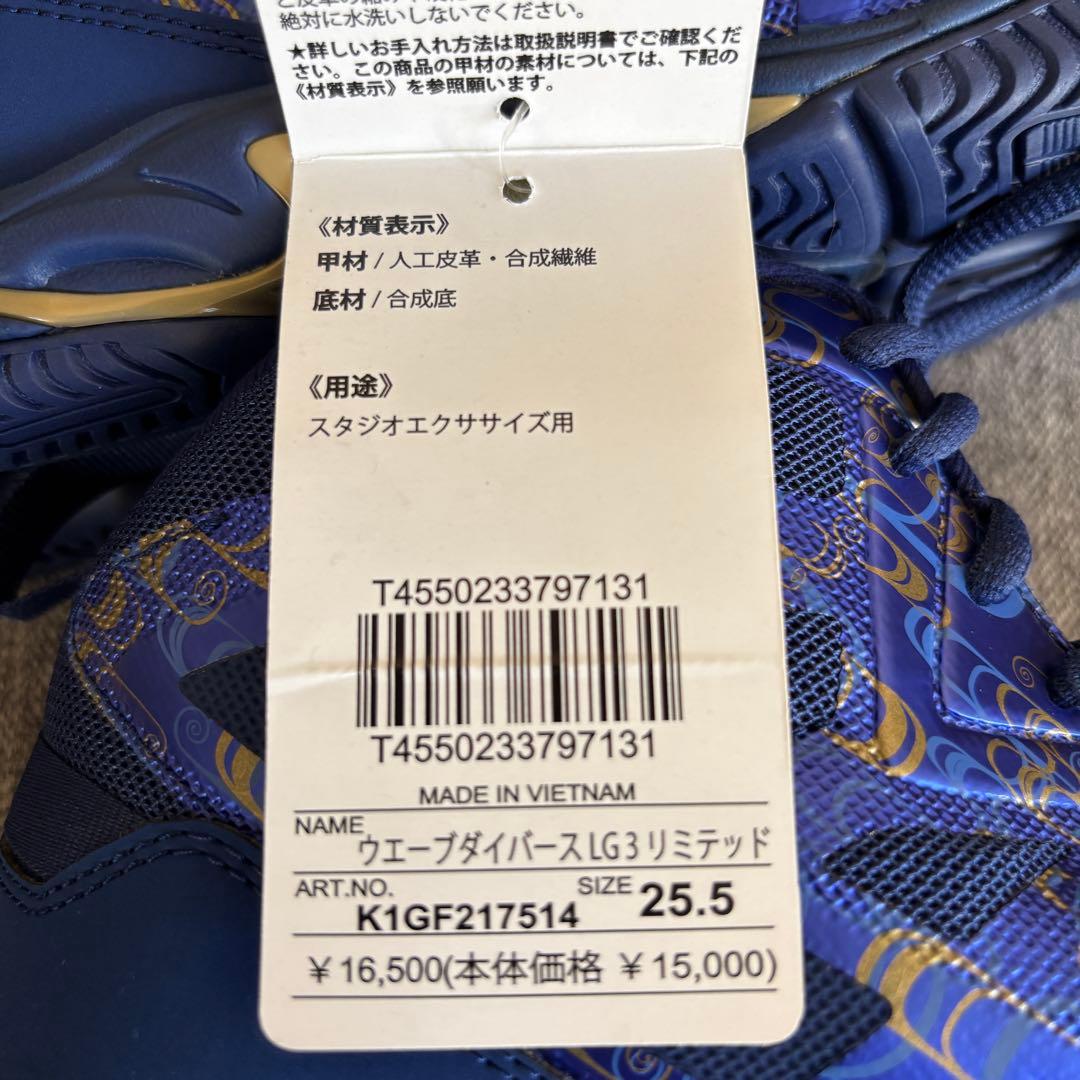 絶対に水洗いしないでください。
★詳しいお手入れ方法は取扱説明書でご確認くだ
さい。この商品の甲材の素材については、下記の
《材質表示》を参照願います。
《材質表示》
甲材 / 人工皮革・合成繊維
底材 / 合成底
《用途》
スタジオエクササイズ用
T4550233797131
T4550233797131
MADE IN VIETNAM
NAME ウエーブダイバースLG3リミテッド
ART.NO. K1GF217514 SIZE 25.5
¥16,500(本体価格 ¥15,000)